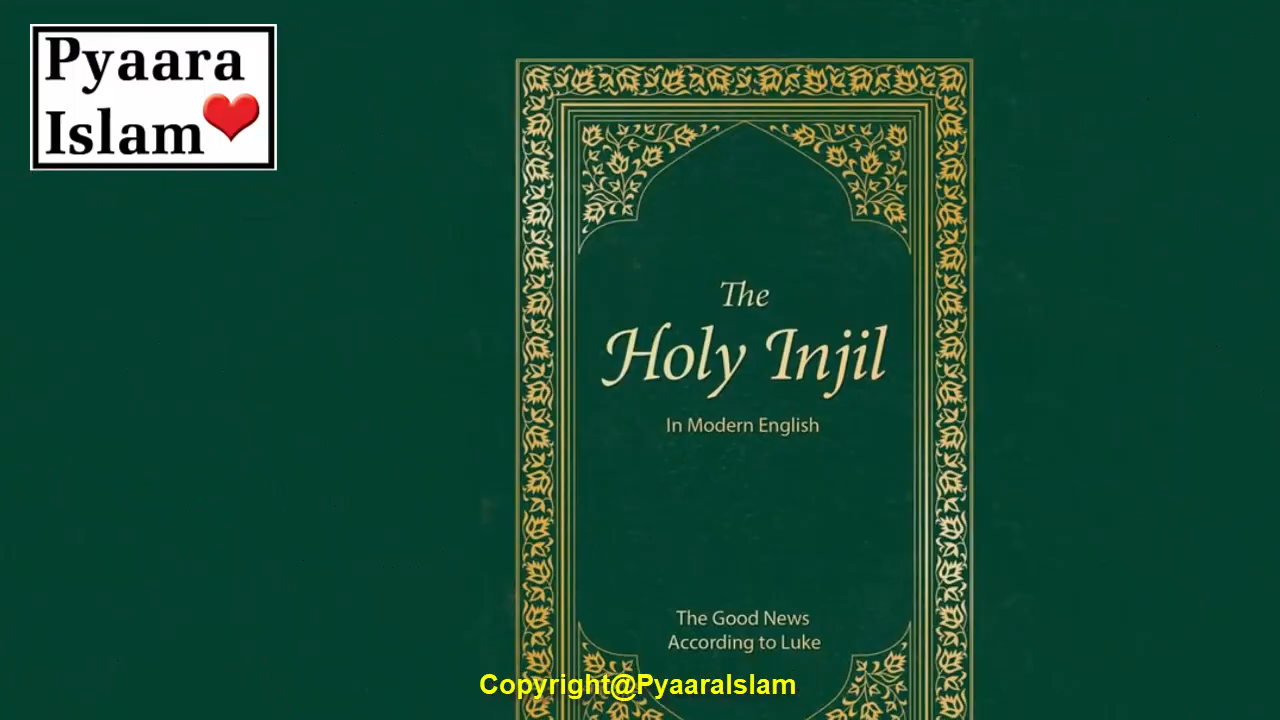 Pyaara
Islam
The
Holy Injil
In Modern English
The Good News
According to Luke
Copyright@PyaaraIslam